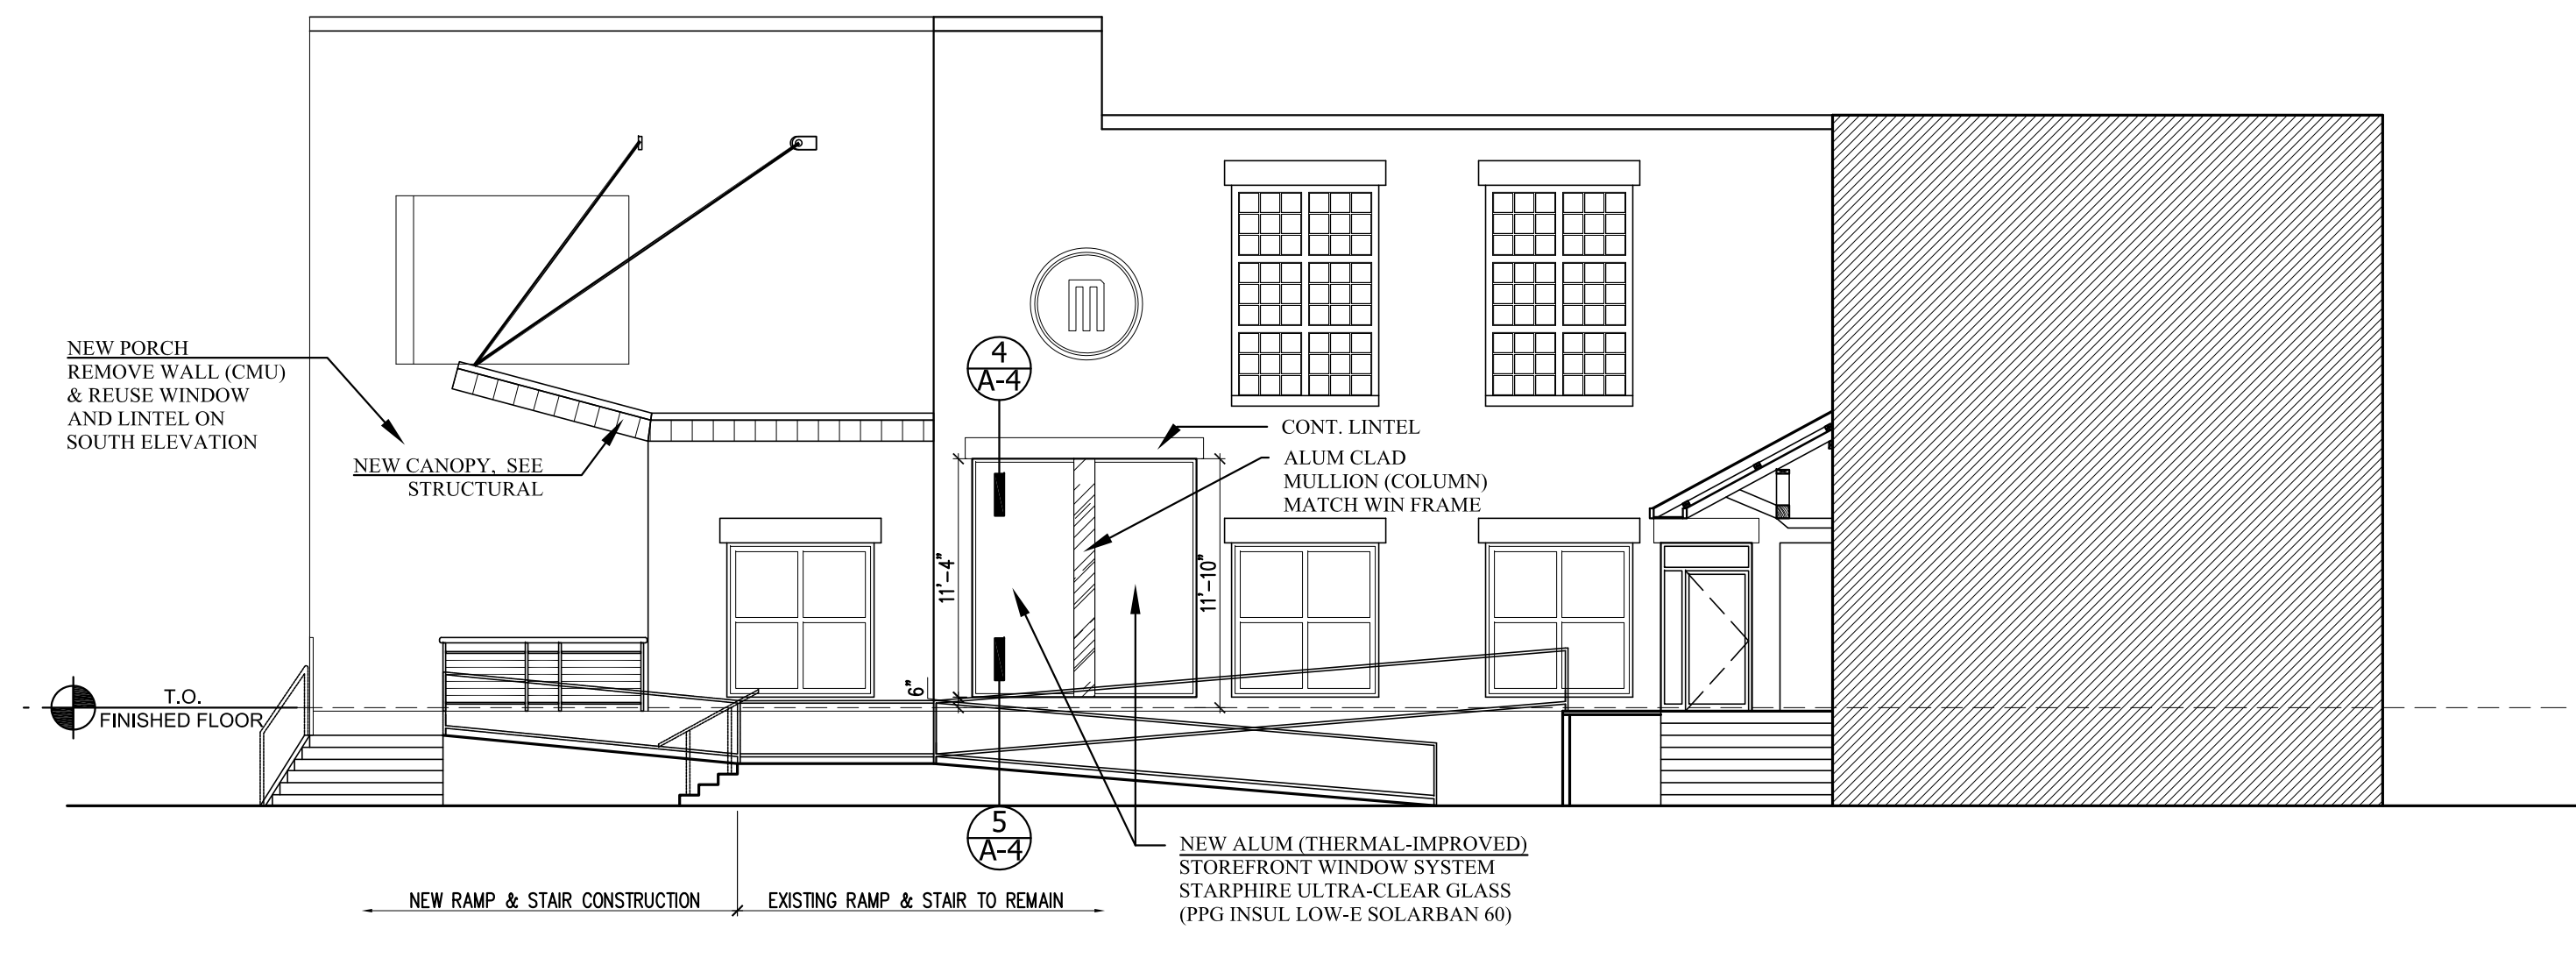 NEW PORCH
REMOVE WALL (CMU)
& REUSE WINDOW
AND LINTEL ON
SOUTH ELEVATION
NEW CANOPY, SEE
STRUCTURAL
4
A-4
CONT. LINTEL
ALUM CLAD
MULLION (COLUMN)
MATCH WIN FRAME
11'-4"
11'-10"
6"
T.O.
FINISHED FLOOR
5
A-4
NEW ALUM (THERMAL-IMPROVED)
STOREFRONT WINDOW SYSTEM
STARPHIRE ULTRA-CLEAR GLASS
(PPG INSUL LOW-E SOLARBAN 60)
NEW RAMP & STAIR CONSTRUCTION
EXISTING RAMP & STAIR TO REMAIN